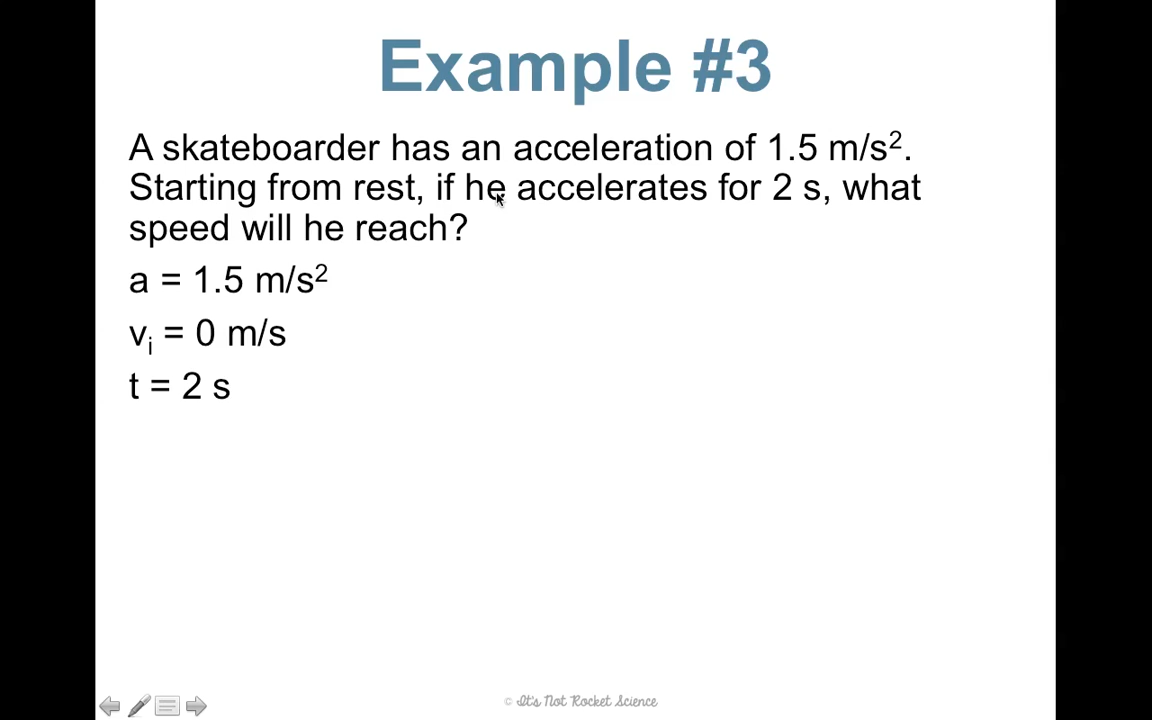 Example #3
A skateboarder has an acceleration of 1.5 m/s².
Starting from rest, if he accelerates for 2 s, what
speed will he reach?
a = 1.5 m/s²
vᵢ = 0 m/s
t = 2 s
© It's Not Rocket Science